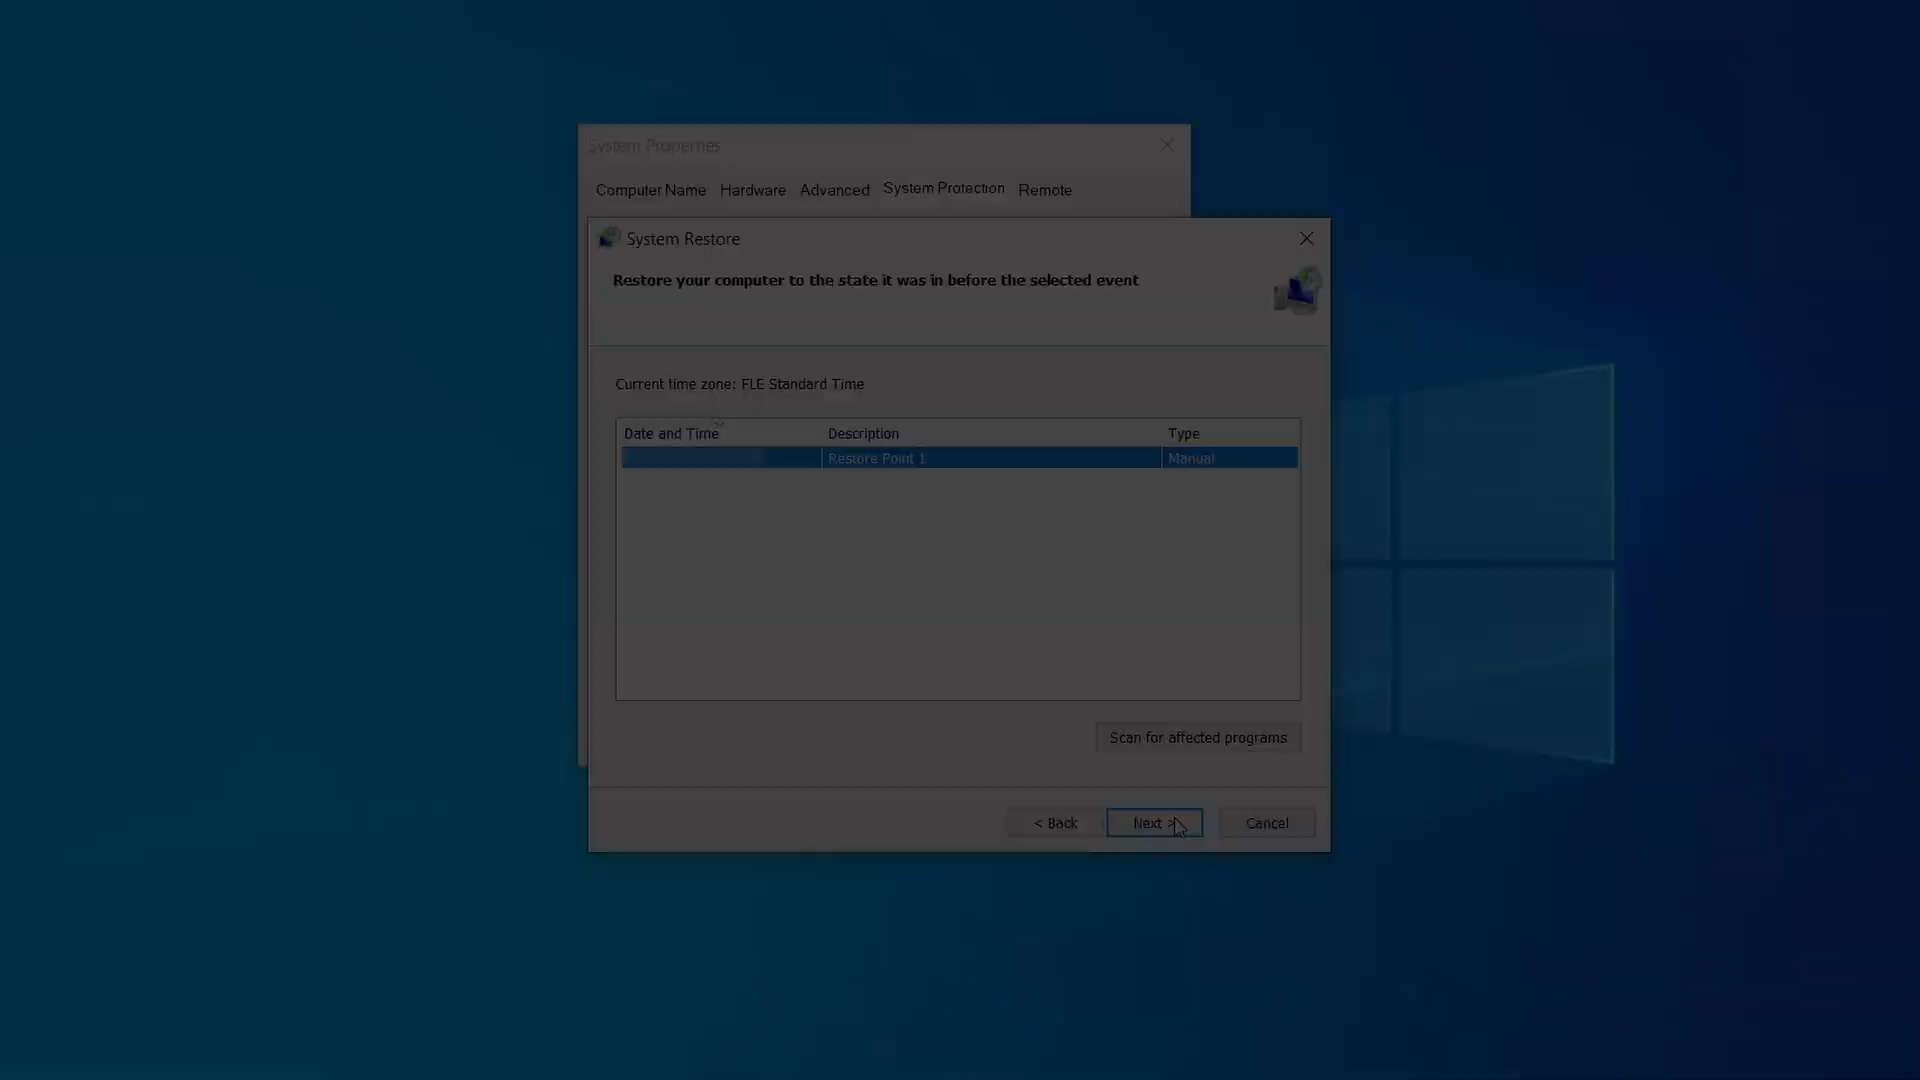 System Properties
Computer Name Hardware Advanced System Protection Remote
System Restore
Restore your computer to the state it was in before the selected event
Current time zone: FLE Standard Time
Date and Time Description Type
Restore Point 1 Manual
Scan for affected programs
< Back Next > Cancel